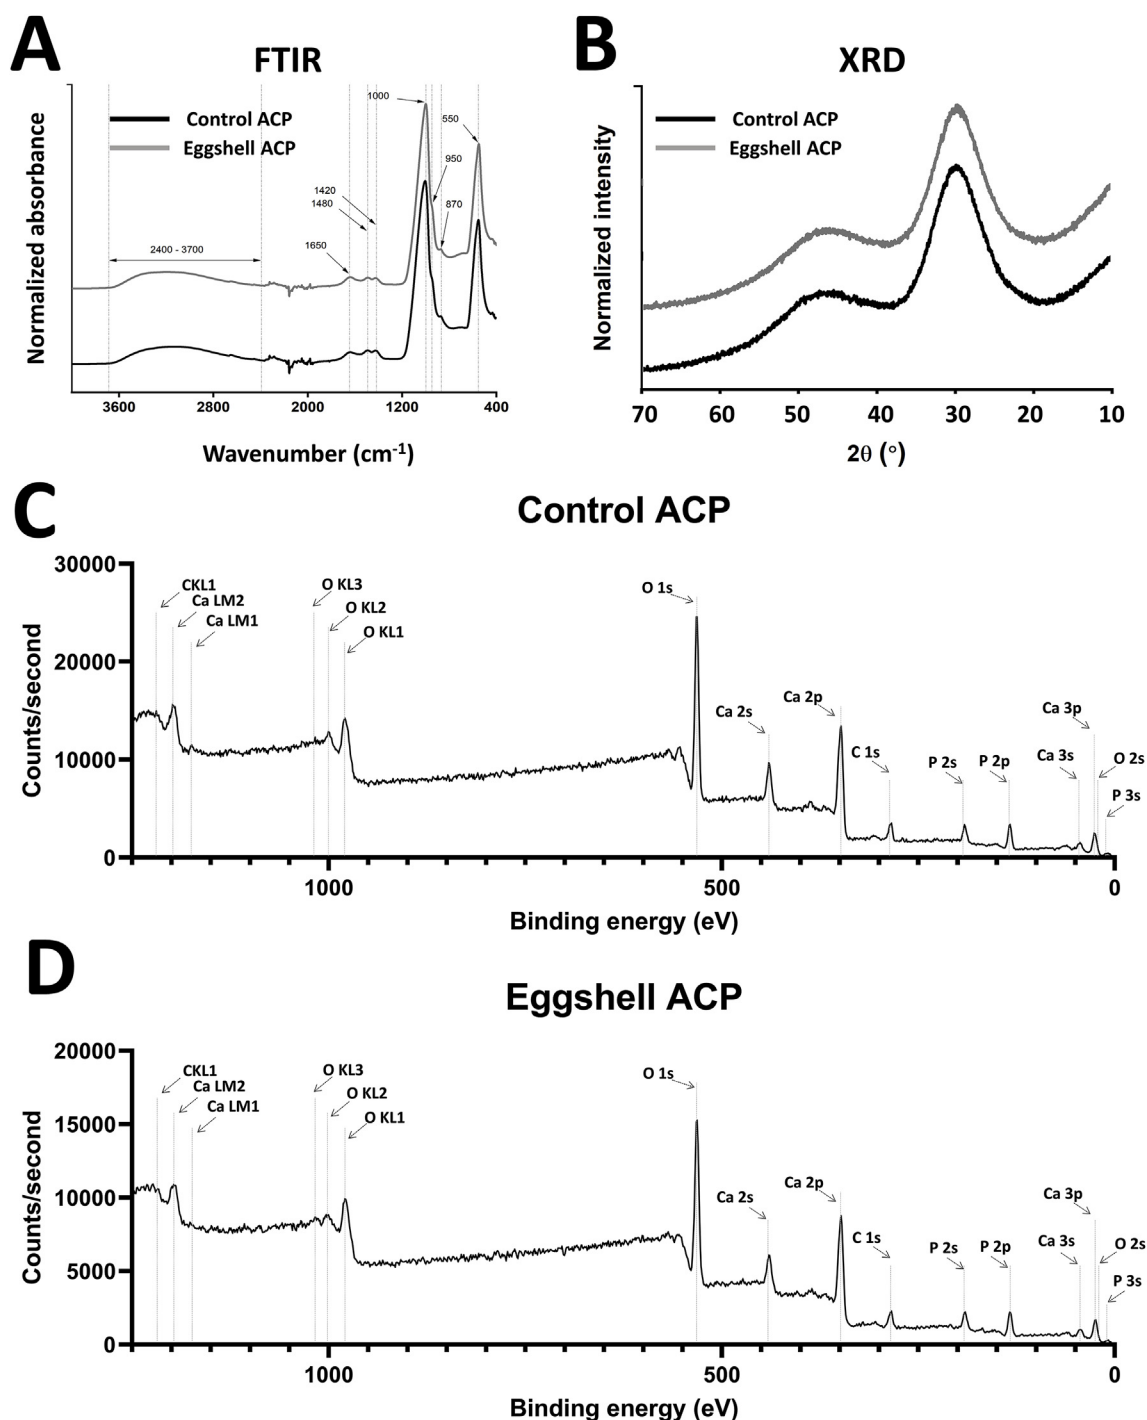 A
FTIR
Normalized absorbance
Control ACP
Eggshell ACP
1000
550
950
870
1420
1480
1650
2400 - 3700
3600 2800 2000 1200 400
Wavenumber (cm-1)
B
XRD
Normalized intensity
Control ACP
Eggshell ACP
70 60 50 40 30 20 10
2θ (°)
C
Control ACP
Counts/second
30000
20000
10000
0
CKL1
Ca LM2
Ca LM1
O KL3
O KL2
O KL1
O 1s
Ca 2s
Ca 2p
C 1s
P 2s
P 2p
Ca 3p
Ca 3s
O 2s
P 3s
1000 500 0
Binding energy (eV)
D
Eggshell ACP
Counts/second
20000
15000
10000
5000
0
CKL1
Ca LM2
Ca LM1
O KL3
O KL2
O KL1
O 1s
Ca 2s
Ca 2p
C 1s
P 2s
P 2p
Ca 3p
Ca 3s
O 2s
P 3s
1000 500 0
Binding energy (eV)